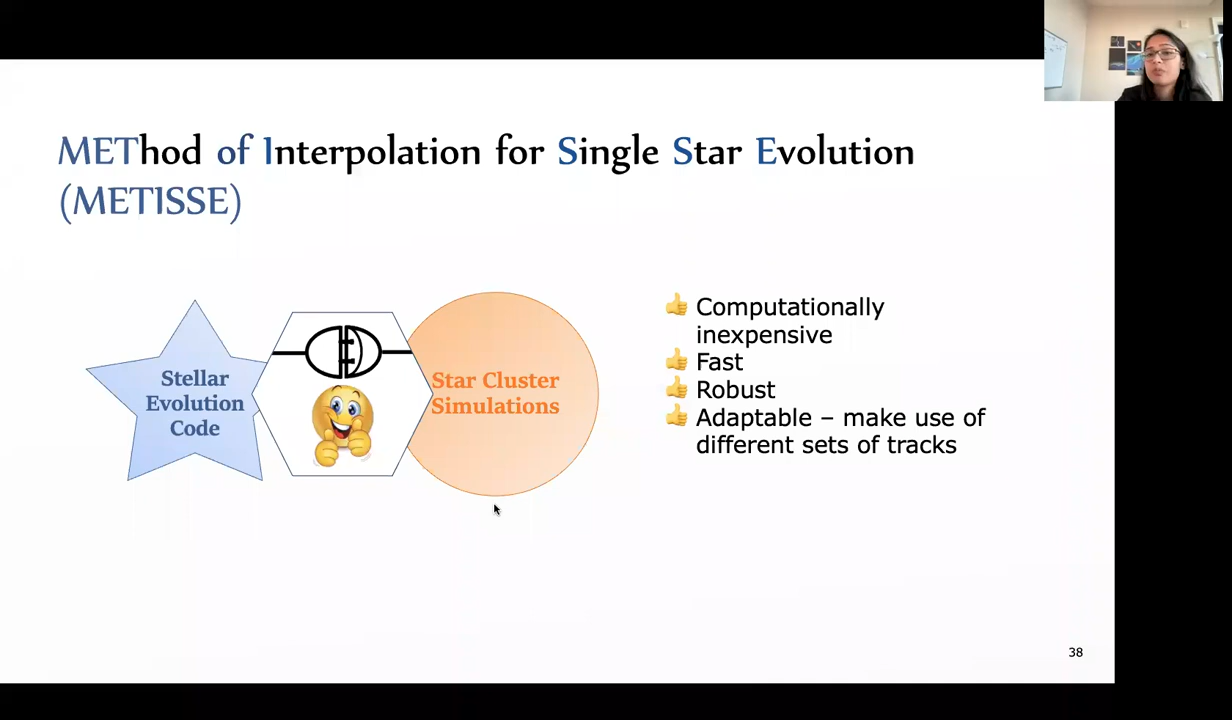 METhod of Interpolation for Single Star Evolution
(METISSE)
Stellar
Evolution
Code
Star Cluster
Simulations
Computationally
inexpensive
Fast
Robust
Adaptable – make use of
different sets of tracks
38